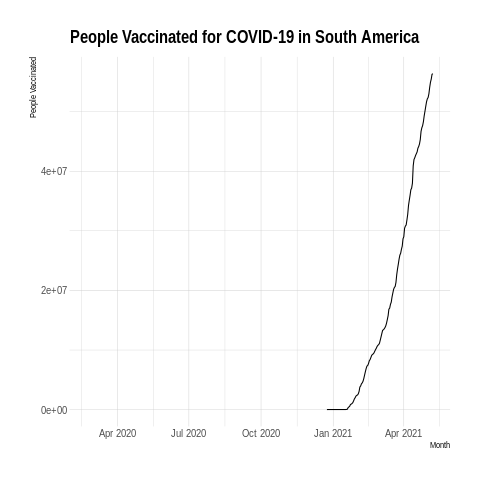 People Vaccinated for COVID-19 in South America
People Vaccinated
4e+07
2e+07
0e+00
Apr 2020 Jul 2020 Oct 2020 Jan 2021 Apr 2021
Month